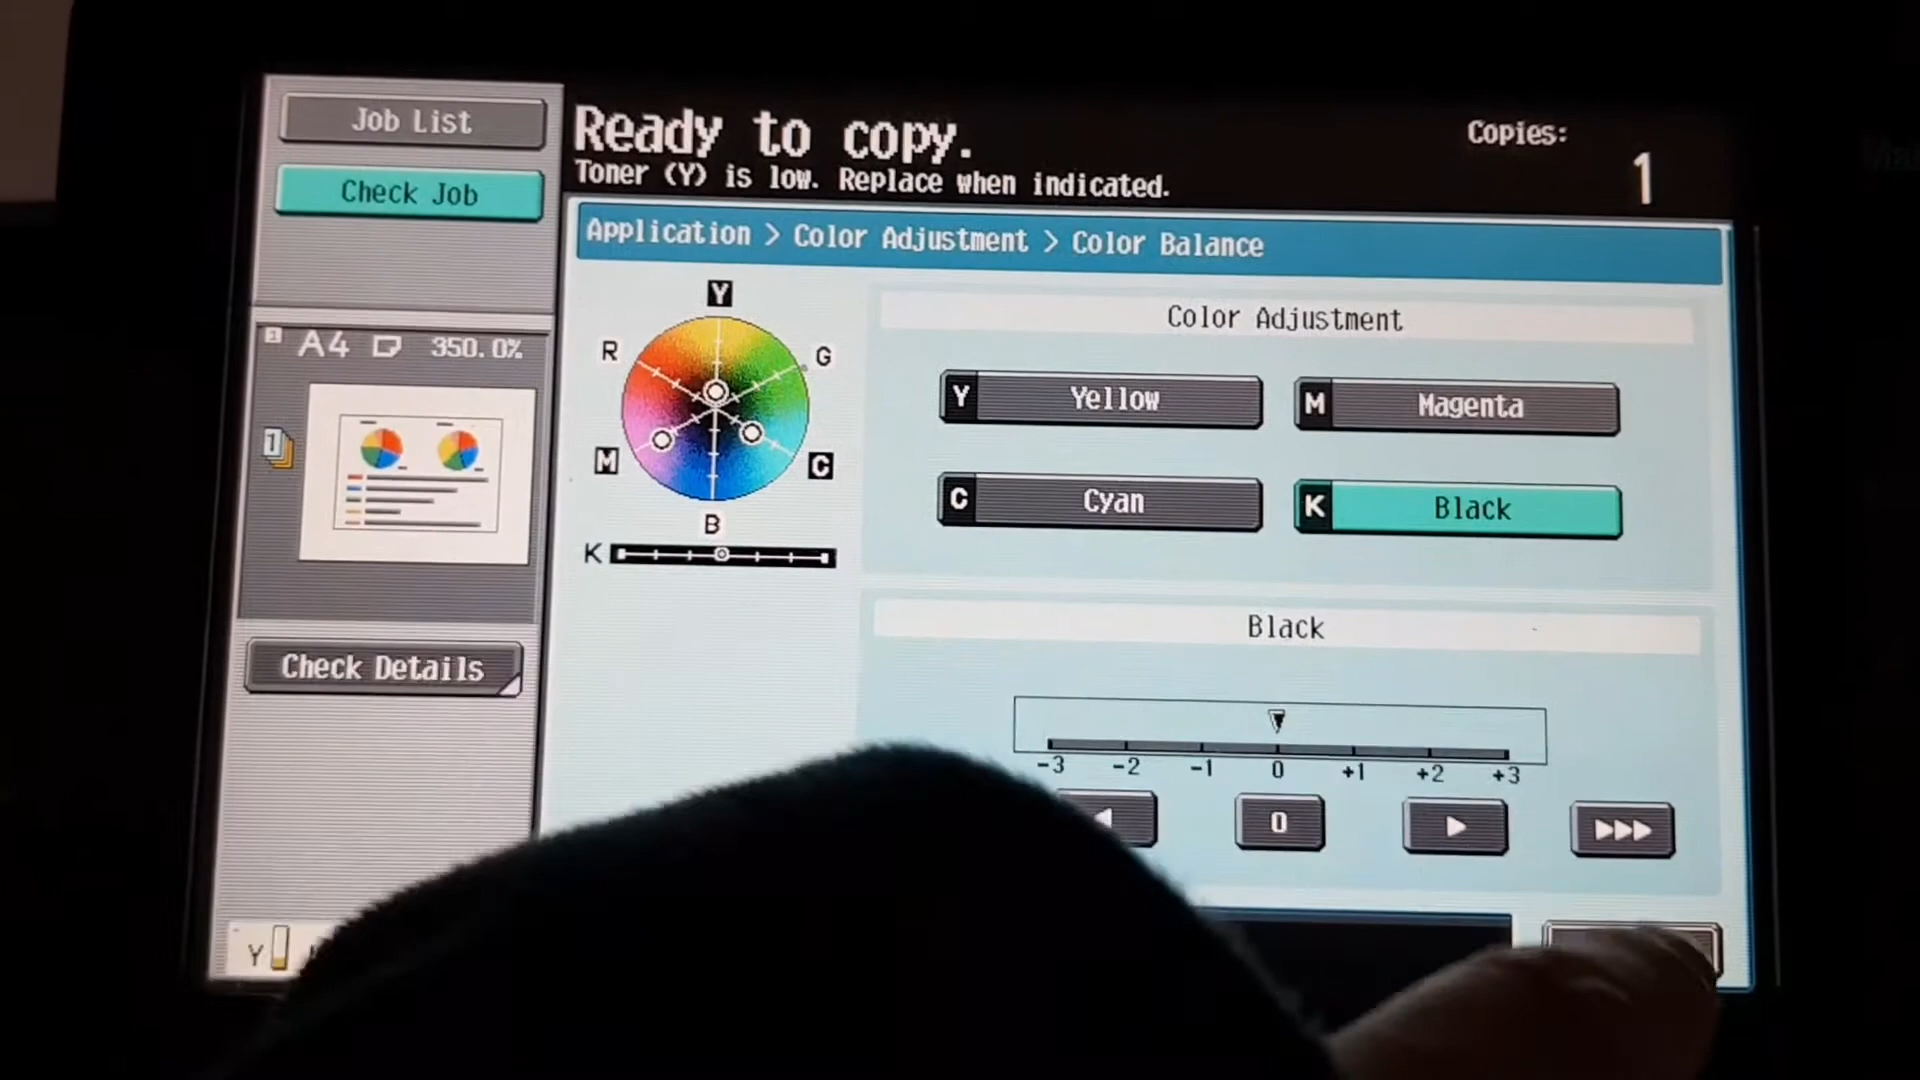 Job List
Check Job
Ready to copy.
Toner (Y) is low. Replace when indicated.
Copies:
1
Application > Color Adjustment > Color Balance
1 A4 350.0%
1
Y
R
G
M
C
B
K
Color Adjustment
Y Yellow
M Magenta
C Cyan
K Black
Check Details
Black
-3 -2 -1 0 +1 +2 +3
0
Y